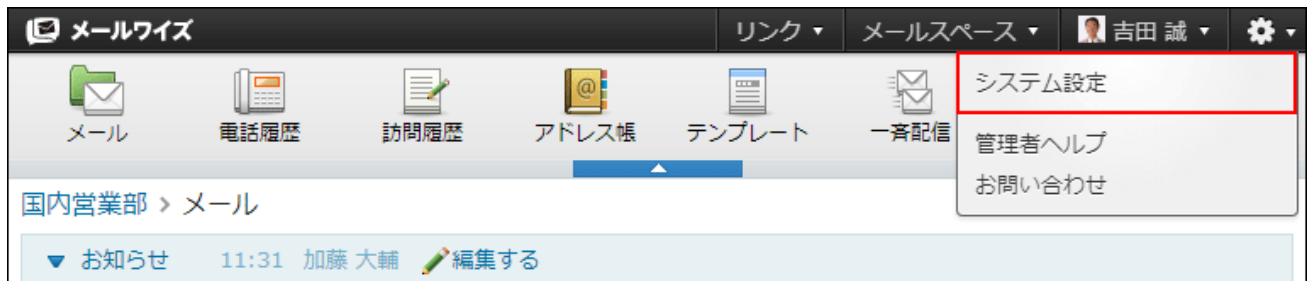 メールワイズ リンク メールスペース 吉田 誠
メール 電話履歴 訪問履歴 アドレス帳 テンプレート 一斉配信
システム設定
管理者ヘルプ
お問い合わせ
国内営業部 > メール
お知らせ 11:31 加藤 大輔 編集する